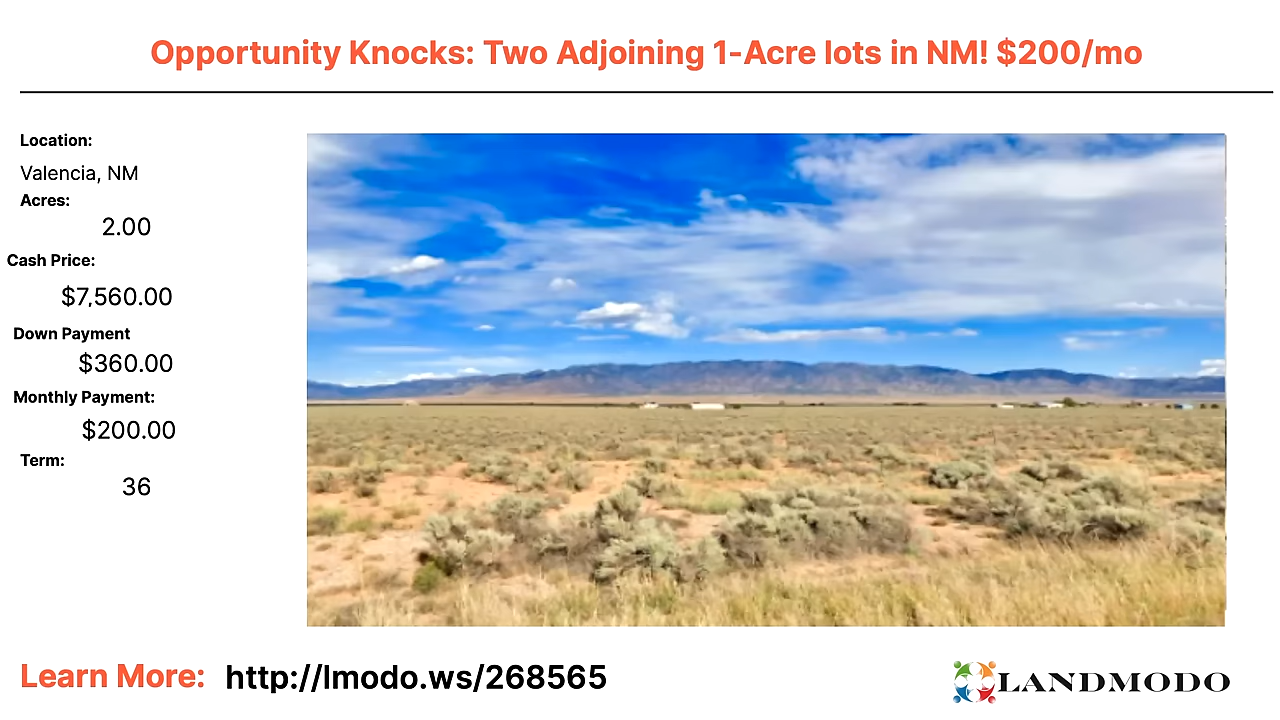 Opportunity Knocks: Two Adjoining 1-Acre lots in NM! $200/mo
Location:
Valencia, NM
Acres:
2.00
Cash Price:
$7,560.00
Down Payment
$360.00
Monthly Payment:
$200.00
Term:
36
Learn More: http://lmodo.ws/268565
LANDMODO